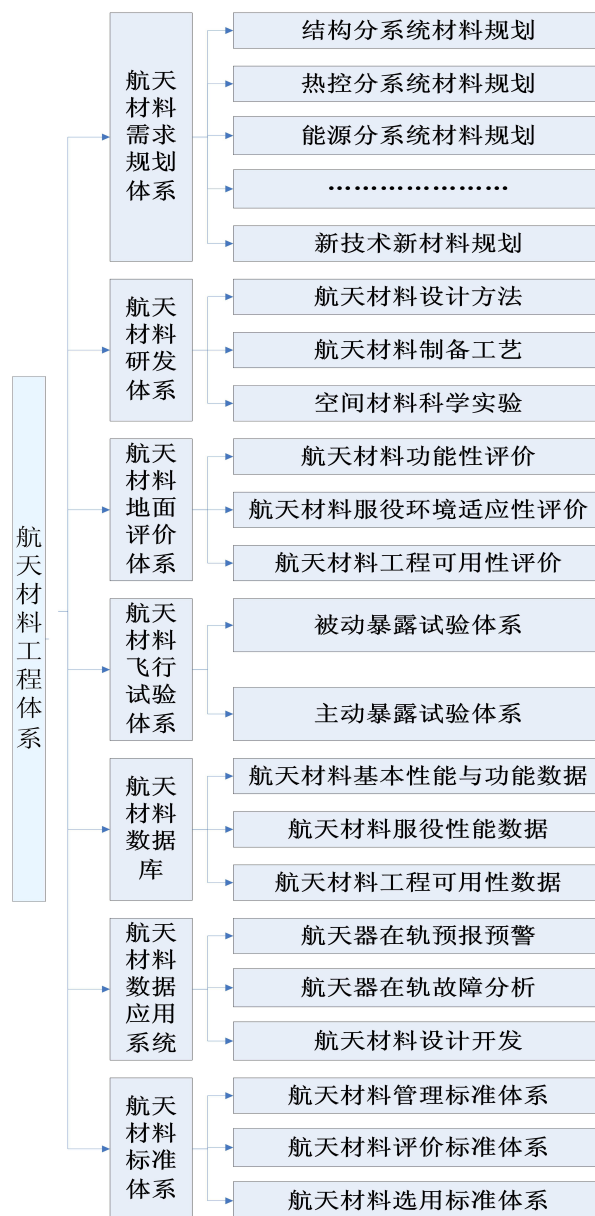 航天材料工程体系
航天
材料
需求
规划
体系
结构分系统材料规划
热控分系统材料规划
能源分系统材料规划
…………………
新技术新材料规划
航天
材料
研发
体系
航天材料设计方法
航天材料制备工艺
空间材料科学实验
航天
材料
地面
评价
体系
航天材料功能性评价
航天材料服役环境适应性评价
航天材料工程可用性评价
航天
材料
飞行
试验
体系
被动暴露试验体系
主动暴露试验体系
航天
材料
数据
库
航天材料基本性能与功能数据
航天材料服役性能数据
航天材料工程可用性数据
航天
材料
数据
应用
系统
航天器在轨预报预警
航天器在轨故障分析
航天材料设计开发
航天
材料
标准
体系
航天材料管理标准体系
航天材料评价标准体系
航天材料选用标准体系